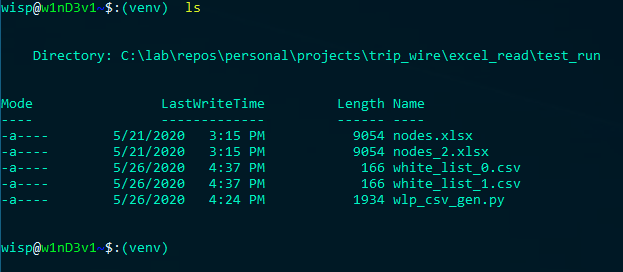 wisp@w1nD3v1~$:(venv)  ls
Directory: C:\lab\repos\personal\projects\trip_wire\excel_read\test_run
Mode                LastWriteTime         Length Name
----                -------------         ------ ----
-a----        5/21/2020   3:15 PM           9054 nodes.xlsx
-a----        5/21/2020   3:15 PM           9054 nodes_2.xlsx
-a----        5/26/2020   4:37 PM            166 white_list_0.csv
-a----        5/26/2020   4:37 PM            166 white_list_1.csv
-a----        5/26/2020   4:24 PM           1934 wlp_csv_gen.py
wisp@w1nD3v1~$:(venv)